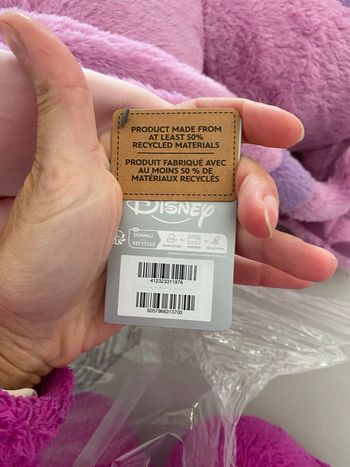 PRODUCT MADE FROM
AT LEAST 50%
RECYCLED MATERIALS
PRODUIT FABRIQUÉ AVEC
AU MOINS 50 % DE
MATÉRIAUX RECYCLÉS
DISNEY
DONNEZ
RECYCLEZ
412323311976
5057966313700